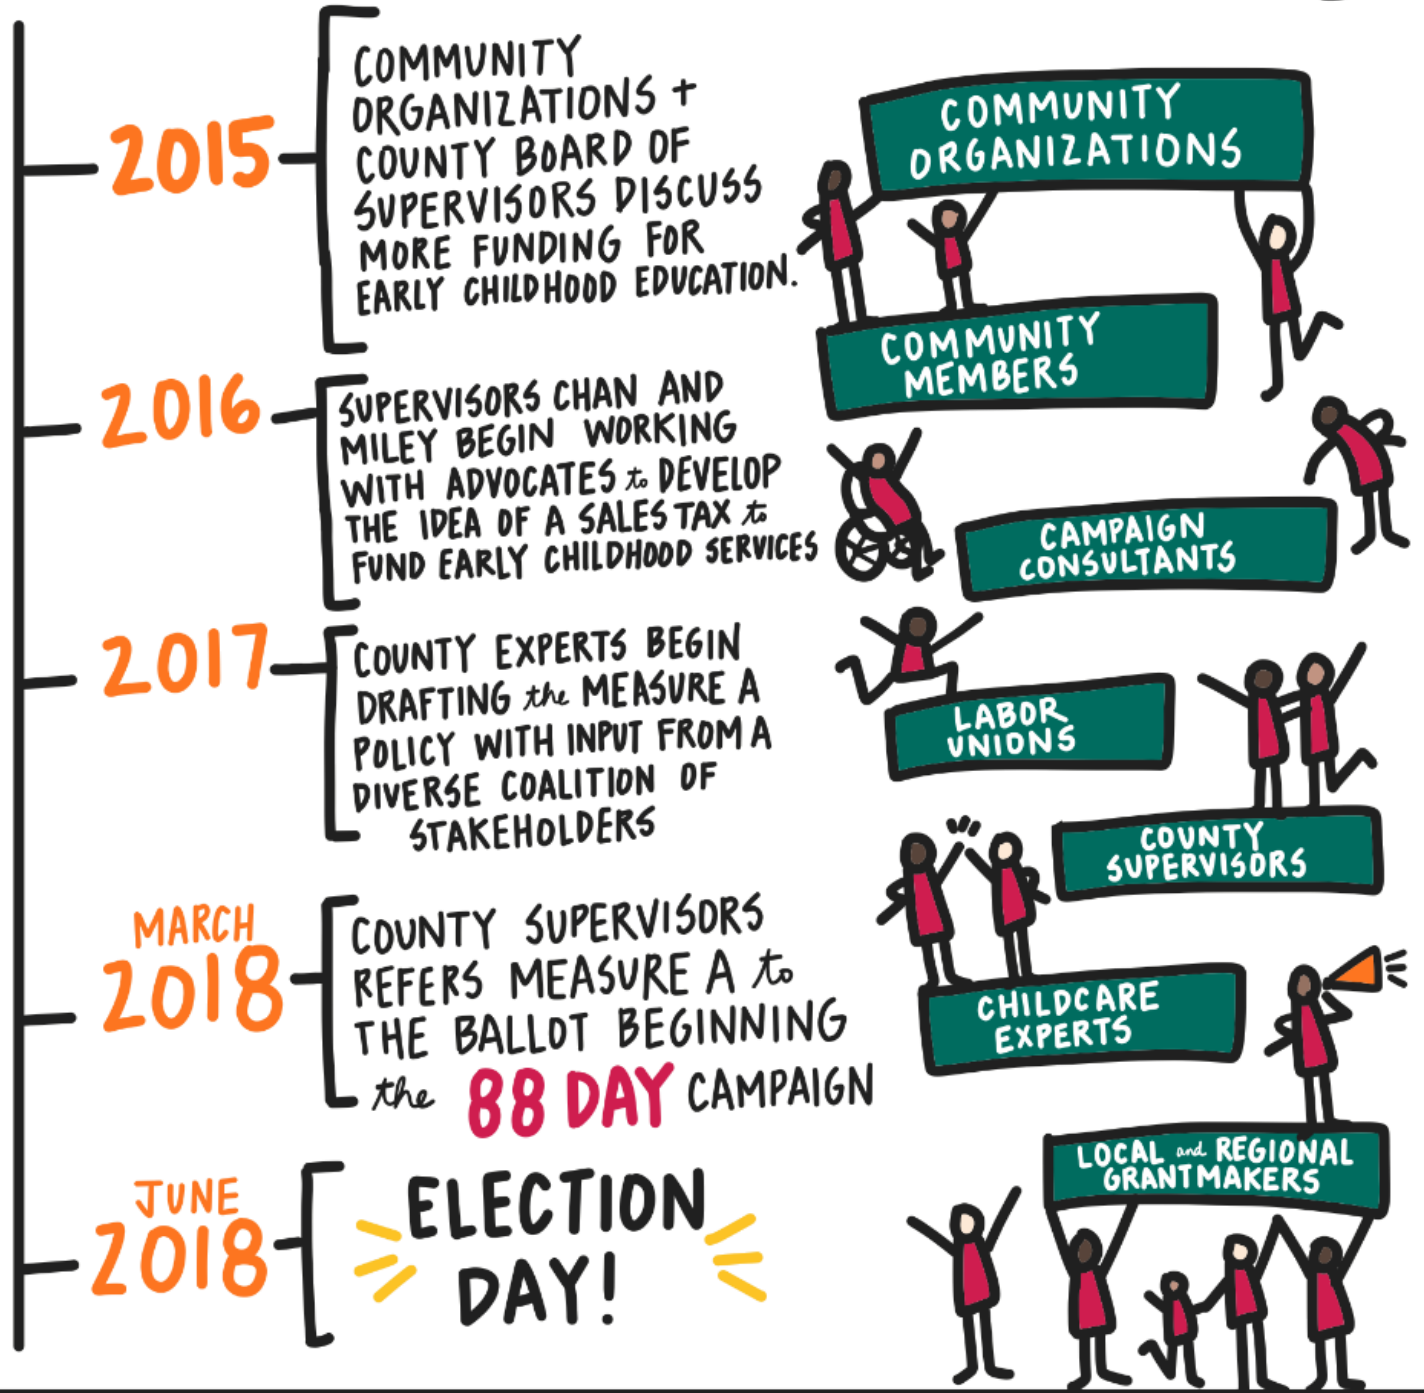 2015
COMMUNITY
ORGANIZATIONS +
COUNTY BOARD OF
SUPERVISORS DISCUSS
MORE FUNDING FOR
EARLY CHILDHOOD EDUCATION.
2016
SUPERVISORS CHAN AND
MILEY BEGIN WORKING
WITH ADVOCATES to DEVELOP
THE IDEA OF A SALES TAX to
FUND EARLY CHILDHOOD SERVICES
2017
COUNTY EXPERTS BEGIN
DRAFTING the MEASURE A
POLICY WITH INPUT FROM A
DIVERSE COALITION OF
STAKEHOLDERS
MARCH
2018
COUNTY SUPERVISORS
REFERS MEASURE A to
THE BALLOT BEGINNING
the 88 DAY CAMPAIGN
JUNE
2018
ELECTION
DAY!
COMMUNITY
ORGANIZATIONS
COMMUNITY
MEMBERS
CAMPAIGN
CONSULTANTS
LABOR
UNIONS
COUNTY
SUPERVISORS
CHILDCARE
EXPERTS
LOCAL and REGIONAL
GRANTMAKERS